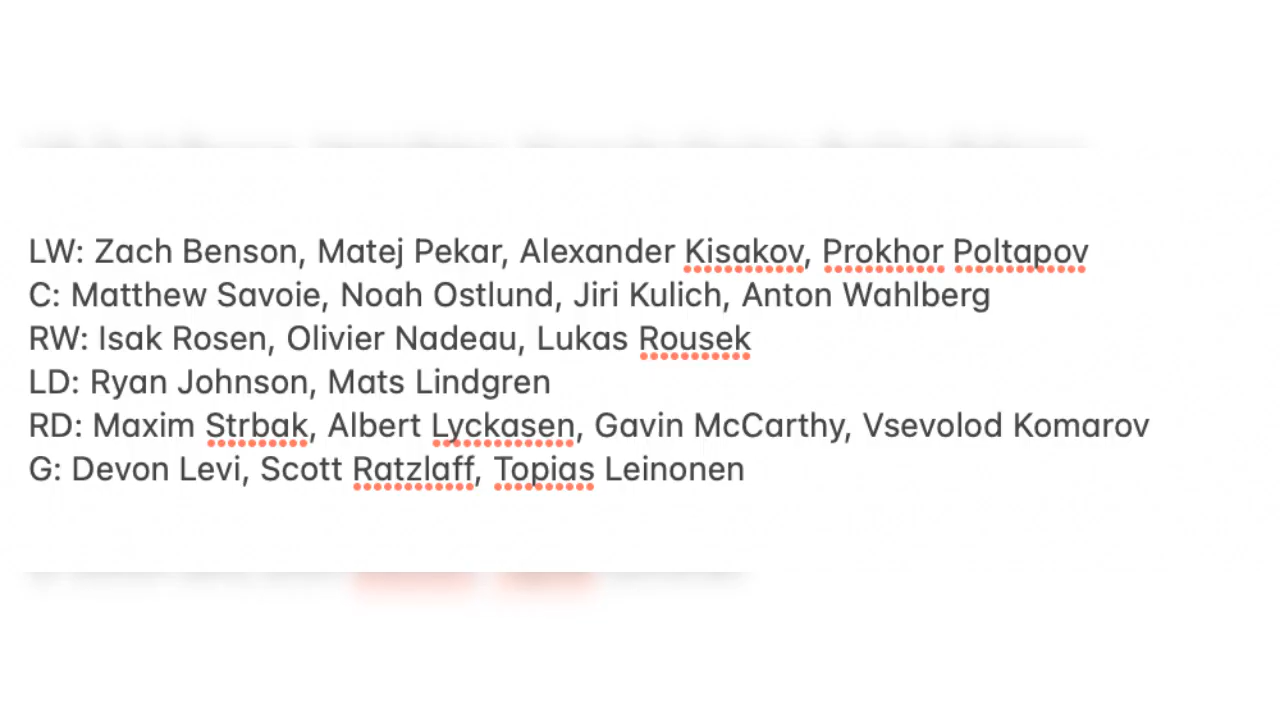 LW: Zach Benson, Matej Pekar, Alexander Kisakov, Prokhor Poltapov
C: Matthew Savoie, Noah Ostlund, Jiri Kulich, Anton Wahlberg
RW: Isak Rosen, Olivier Nadeau, Lukas Rousek
LD: Ryan Johnson, Mats Lindgren
RD: Maxim Strbak, Albert Lyckasen, Gavin McCarthy, Vsevolod Komarov
G: Devon Levi, Scott Ratzlaff, Topias Leinonen